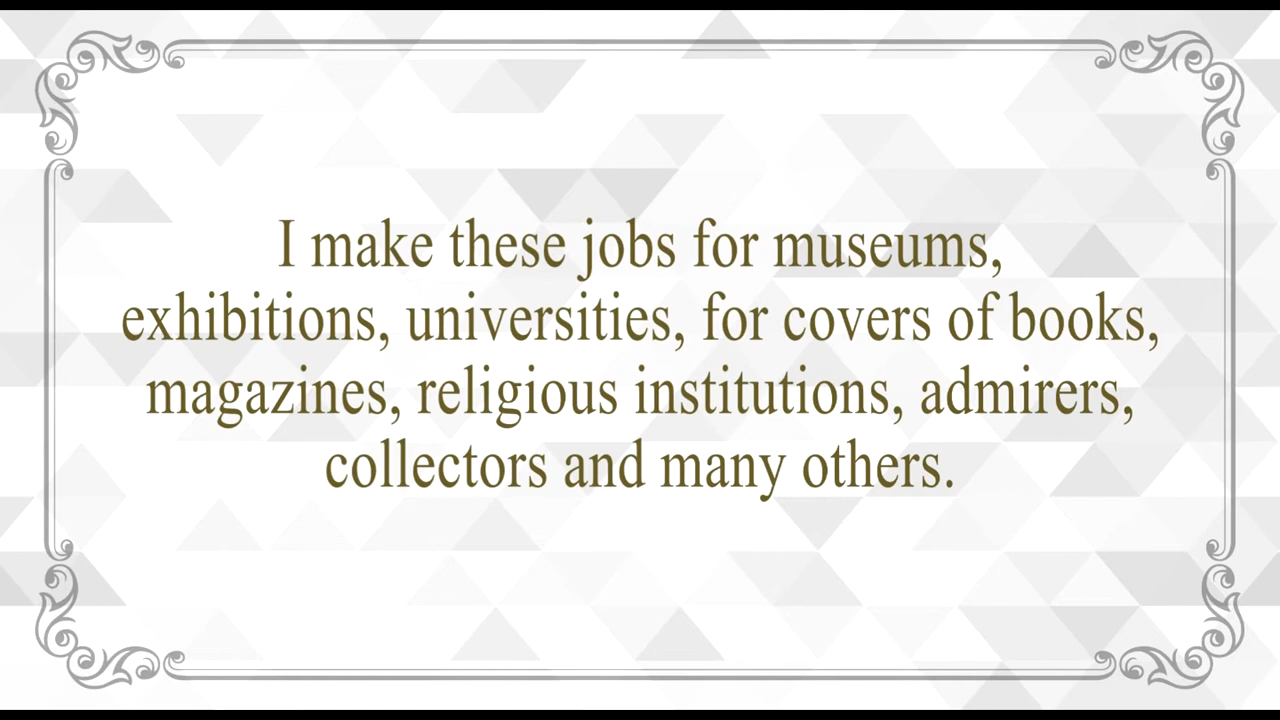 I make these jobs for museums,
exhibitions, universities, for covers of books,
magazines, religious institutions, admirers,
collectors and many others.